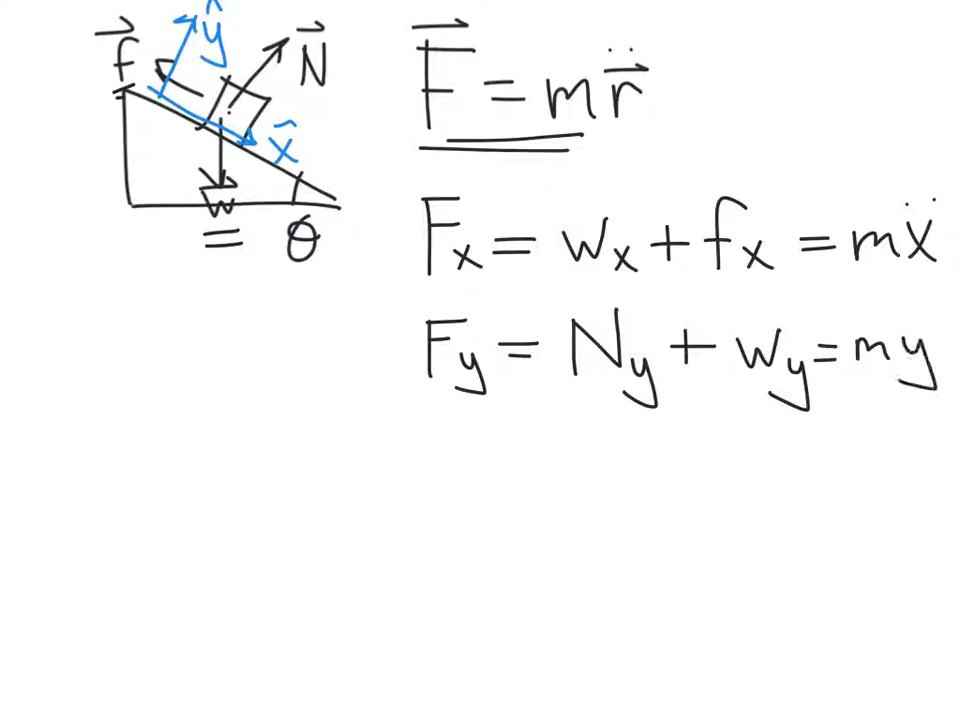 f⃗ ŷ N⃗
x̂
w
θ
F⃗ = mr⃗̈
Fₓ = wₓ + fₓ = mẍ
Fy = Ny + wy = my